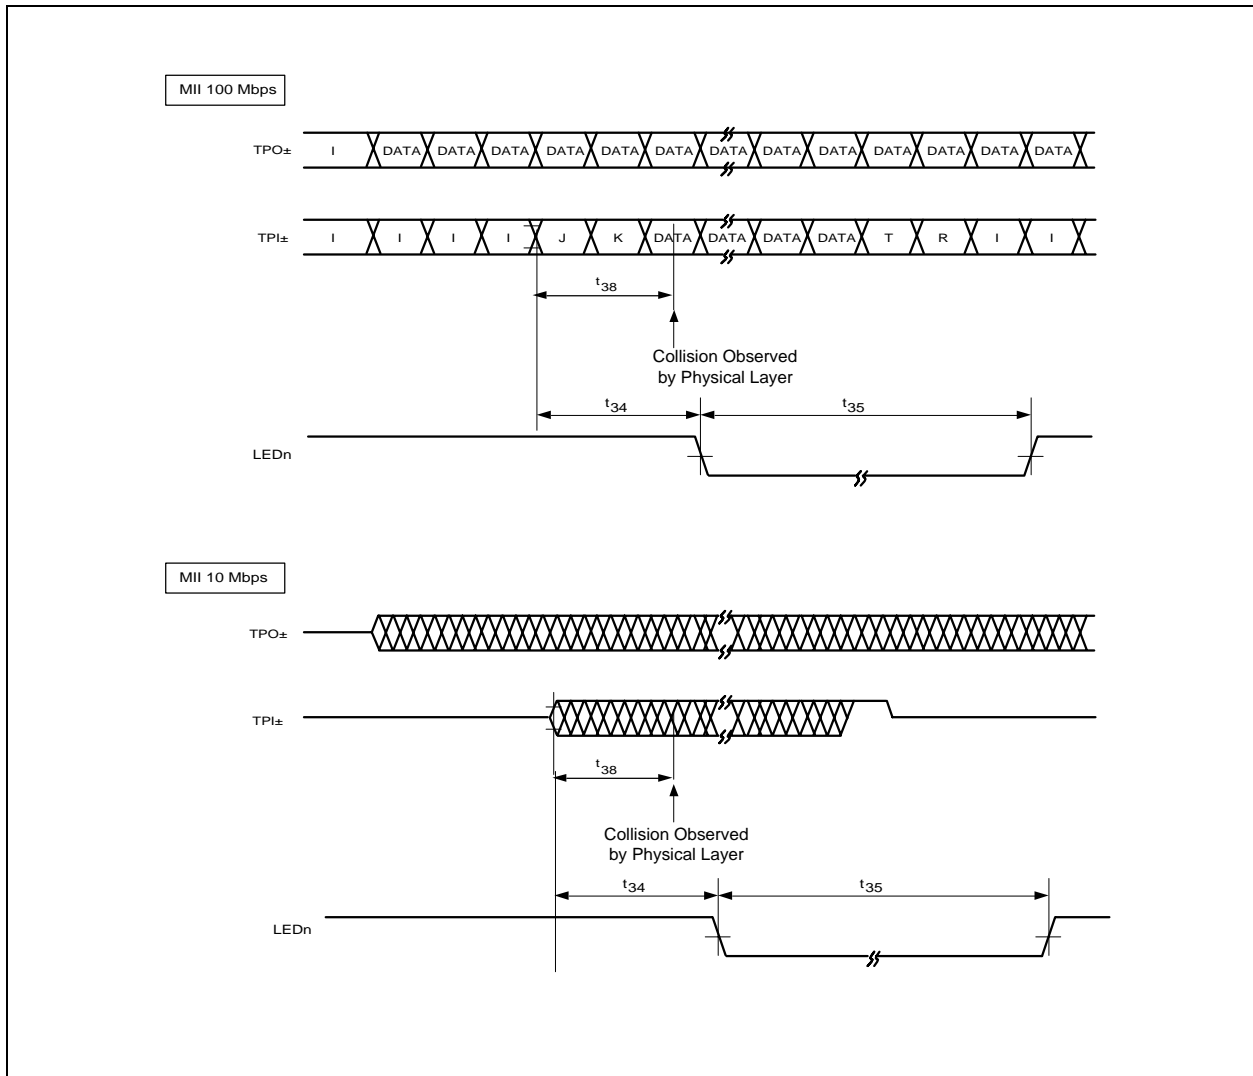 MII 100 Mbps
TPO± I DATA DATA DATA DATA DATA DATA DATA DATA DATA DATA DATA DATA DATA
TPI± I I I I J K DATA DATA DATA DATA T R I I
t38
Collision Observed
by Physical Layer
t34 t35
LEDn
MII 10 Mbps
TPO±
TPI±
t38
Collision Observed
by Physical Layer
t34 t35
LEDn